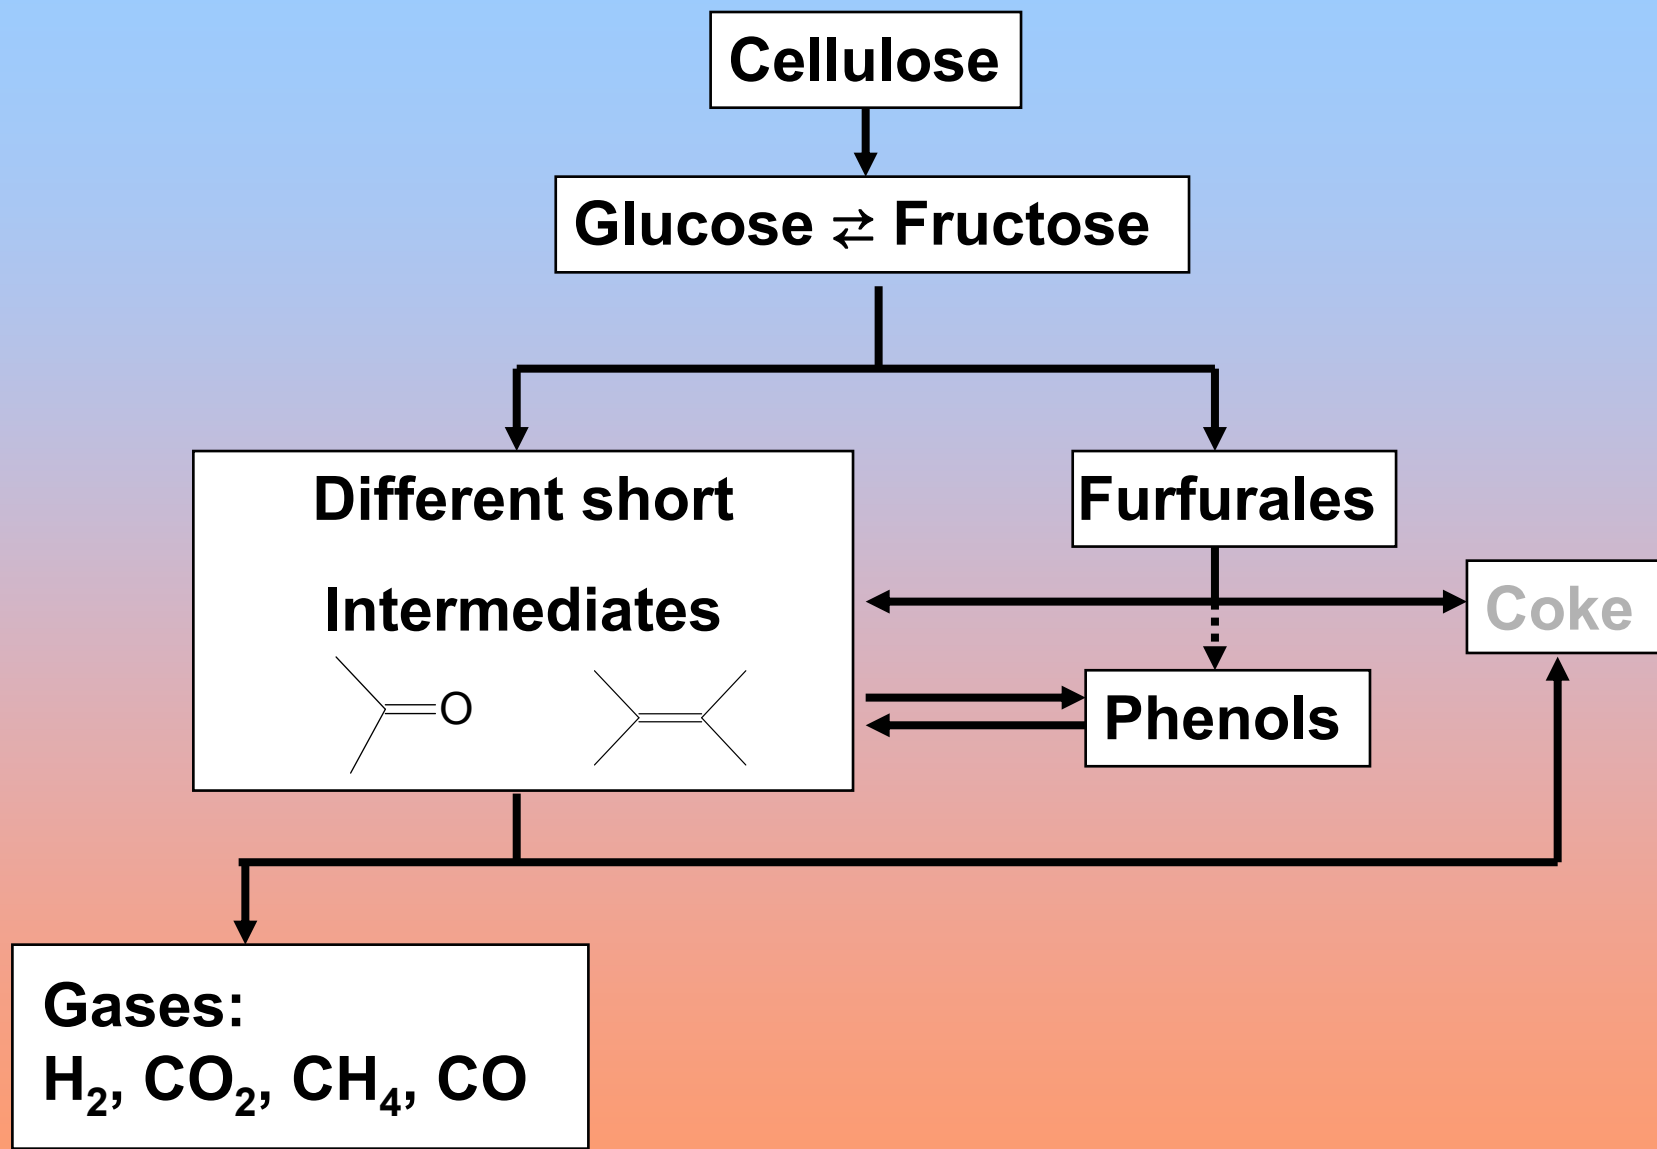 Cellulose
Glucose ⇄ Fructose
Different short
Intermediates
O
Furfurales
Coke
Phenols
Gases:
H₂, CO₂, CH₄, CO